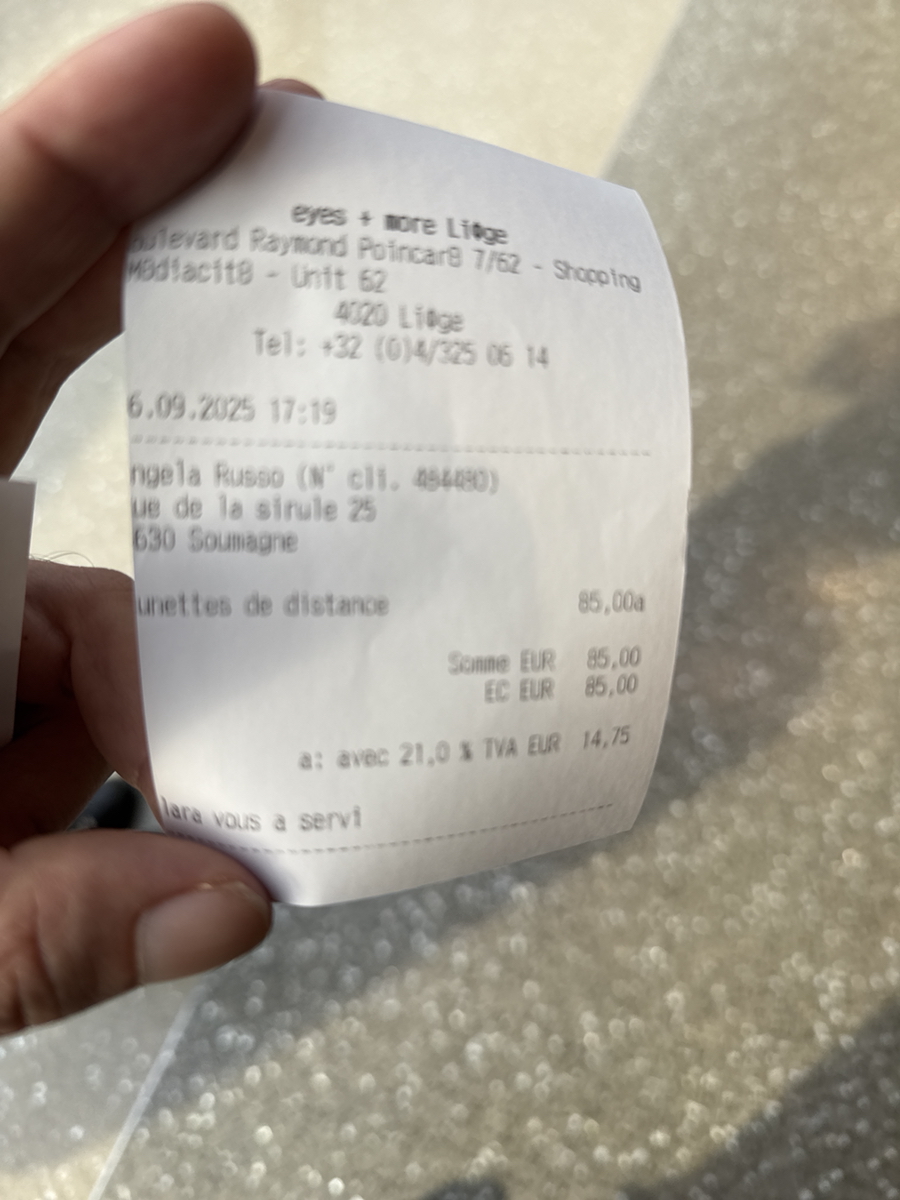 eyes + more Li♦ge
oulevard Raymond Poincar8 7/62 - Shopping
M8diacit8 - Unit 62
4020 Li♦ge
Tel: +32 (0)4/325 06 14
6.09.2025 17:19
ngela Russo (N° cli. 484480)
ue de la sirule 25
630 Soumagne
unettes de distance 85,00a
Somme EUR 85,00
EC EUR 85,00
a: avec 21,0 % TVA EUR 14,75
lara vous a servi